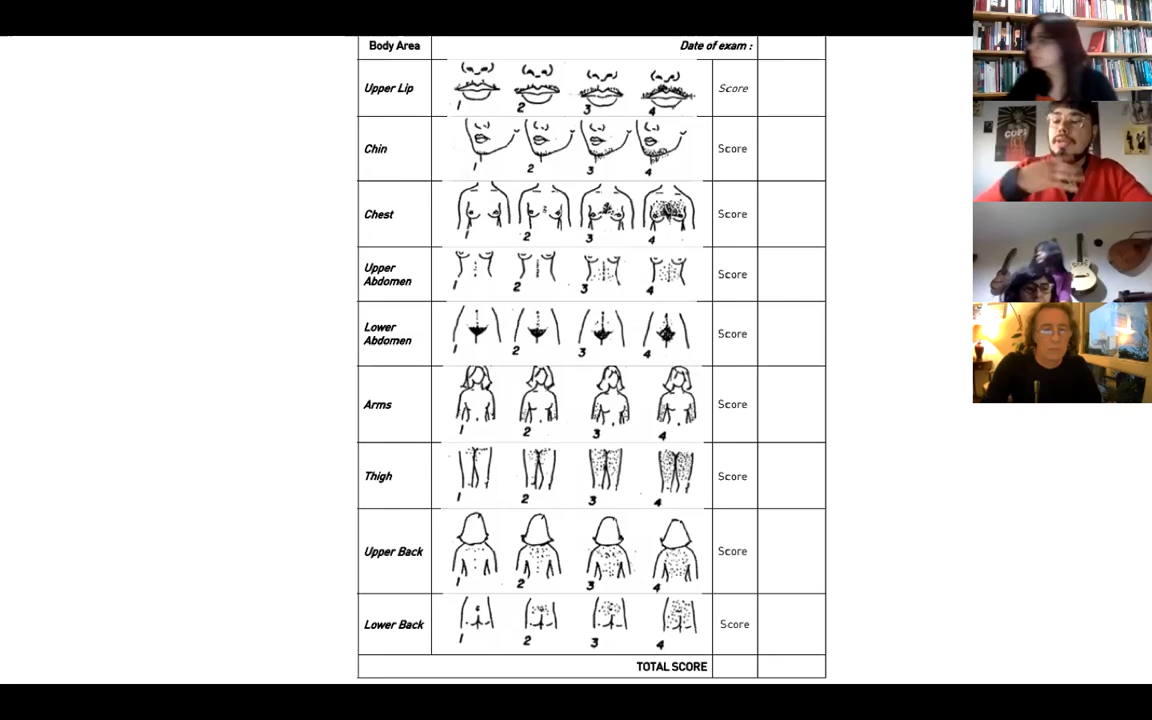 Body Area Date of exam :
Upper Lip 1 2 3 4 Score
Chin 1 2 3 4 Score
Chest 1 2 3 4 Score
Upper
Abdomen 1 2 3 4 Score
Lower
Abdomen 1 2 3 4 Score
Arms 1 2 3 4 Score
Thigh 1 2 3 4 Score
Upper Back 1 2 3 4 Score
Lower Back 1 2 3 4 Score
TOTAL SCORE